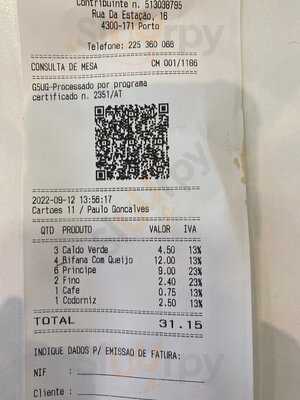 Contribuinte n. 513038795
Rua Da Estação, 16
4300-171 Porto
Telefone: 225 360 066
CONSULTA DE MESA CM 001/1166
G5UG-Processado por programa
certificado n. 2351/AT
2022-09-12 13:56:17
Cartoes 11 / Paulo Goncalves
QTD PRODUTO VALOR IVA
3 Caldo Verde 4.50 13%
4 Bifana Com Queijo 12.00 13%
6 Principe 9.00 23%
2 Fino 2.40 23%
1 Cafe 0.75 13%
1 Codorniz 2.50 13%
TOTAL 31.15
INDIQUE DADOS P/ EMISSAO DE FATURA:
NIF :
Cliente :